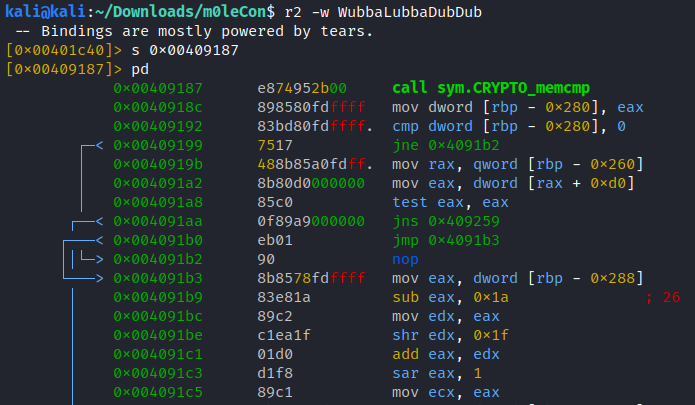 kali@kali:~/Downloads/m0leCon$ r2 -w WubbaLubbaDubDub
-- Bindings are mostly powered by tears.
[0×00401c40]> s 0×00409187
[0×00409187]> pd
0×00409187 e874952b00 call sym.CRYPTO_memcmp
0×0040918c 898580fdffff mov dword [rbp - 0×280], eax
0×00409192 83bd80fdffff. cmp dword [rbp - 0×280], 0
0×00409199 7517 jne 0×4091b2
0×0040919b 488b85a0fdff. mov rax, qword [rbp - 0×260]
0×004091a2 8b80d0000000 mov eax, dword [rax + 0×d0]
0×004091a8 85c0 test eax, eax
0×004091aa 0f89a9000000 jns 0×409259
0×004091b0 eb01 jmp 0×4091b3
0×004091b2 90 nop
0×004091b3 8b8578fdffff mov eax, dword [rbp - 0×288]
0×004091b9 83e81a sub eax, 0×1a ; 26
0×004091bc 89c2 mov edx, eax
0×004091be c1ea1f shr edx, 0×1f
0×004091c1 01d0 add eax, edx
0×004091c3 d1f8 sar eax, 1
0×004091c5 89c1 mov ecx, eax